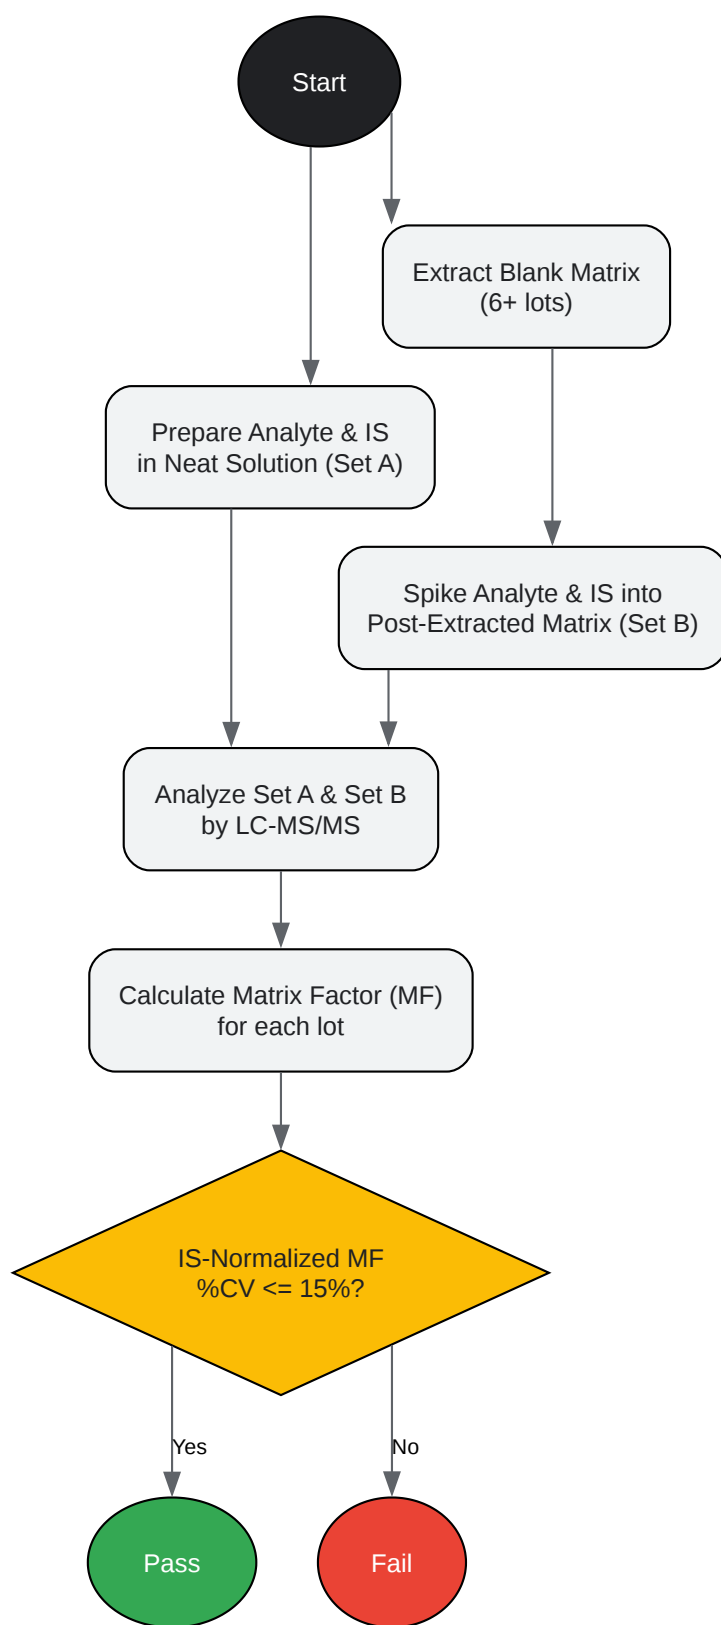 Start
Extract Blank Matrix
(6+ lots)
Prepare Analyte & IS
in Neat Solution (Set A)
Spike Analyte & IS into
Post-Extracted Matrix (Set B)
Analyze Set A & Set B
by LC-MS/MS
Calculate Matrix Factor (MF)
for each lot
IS-Normalized MF
%CV <= 15%?
Yes
No
Pass
Fail